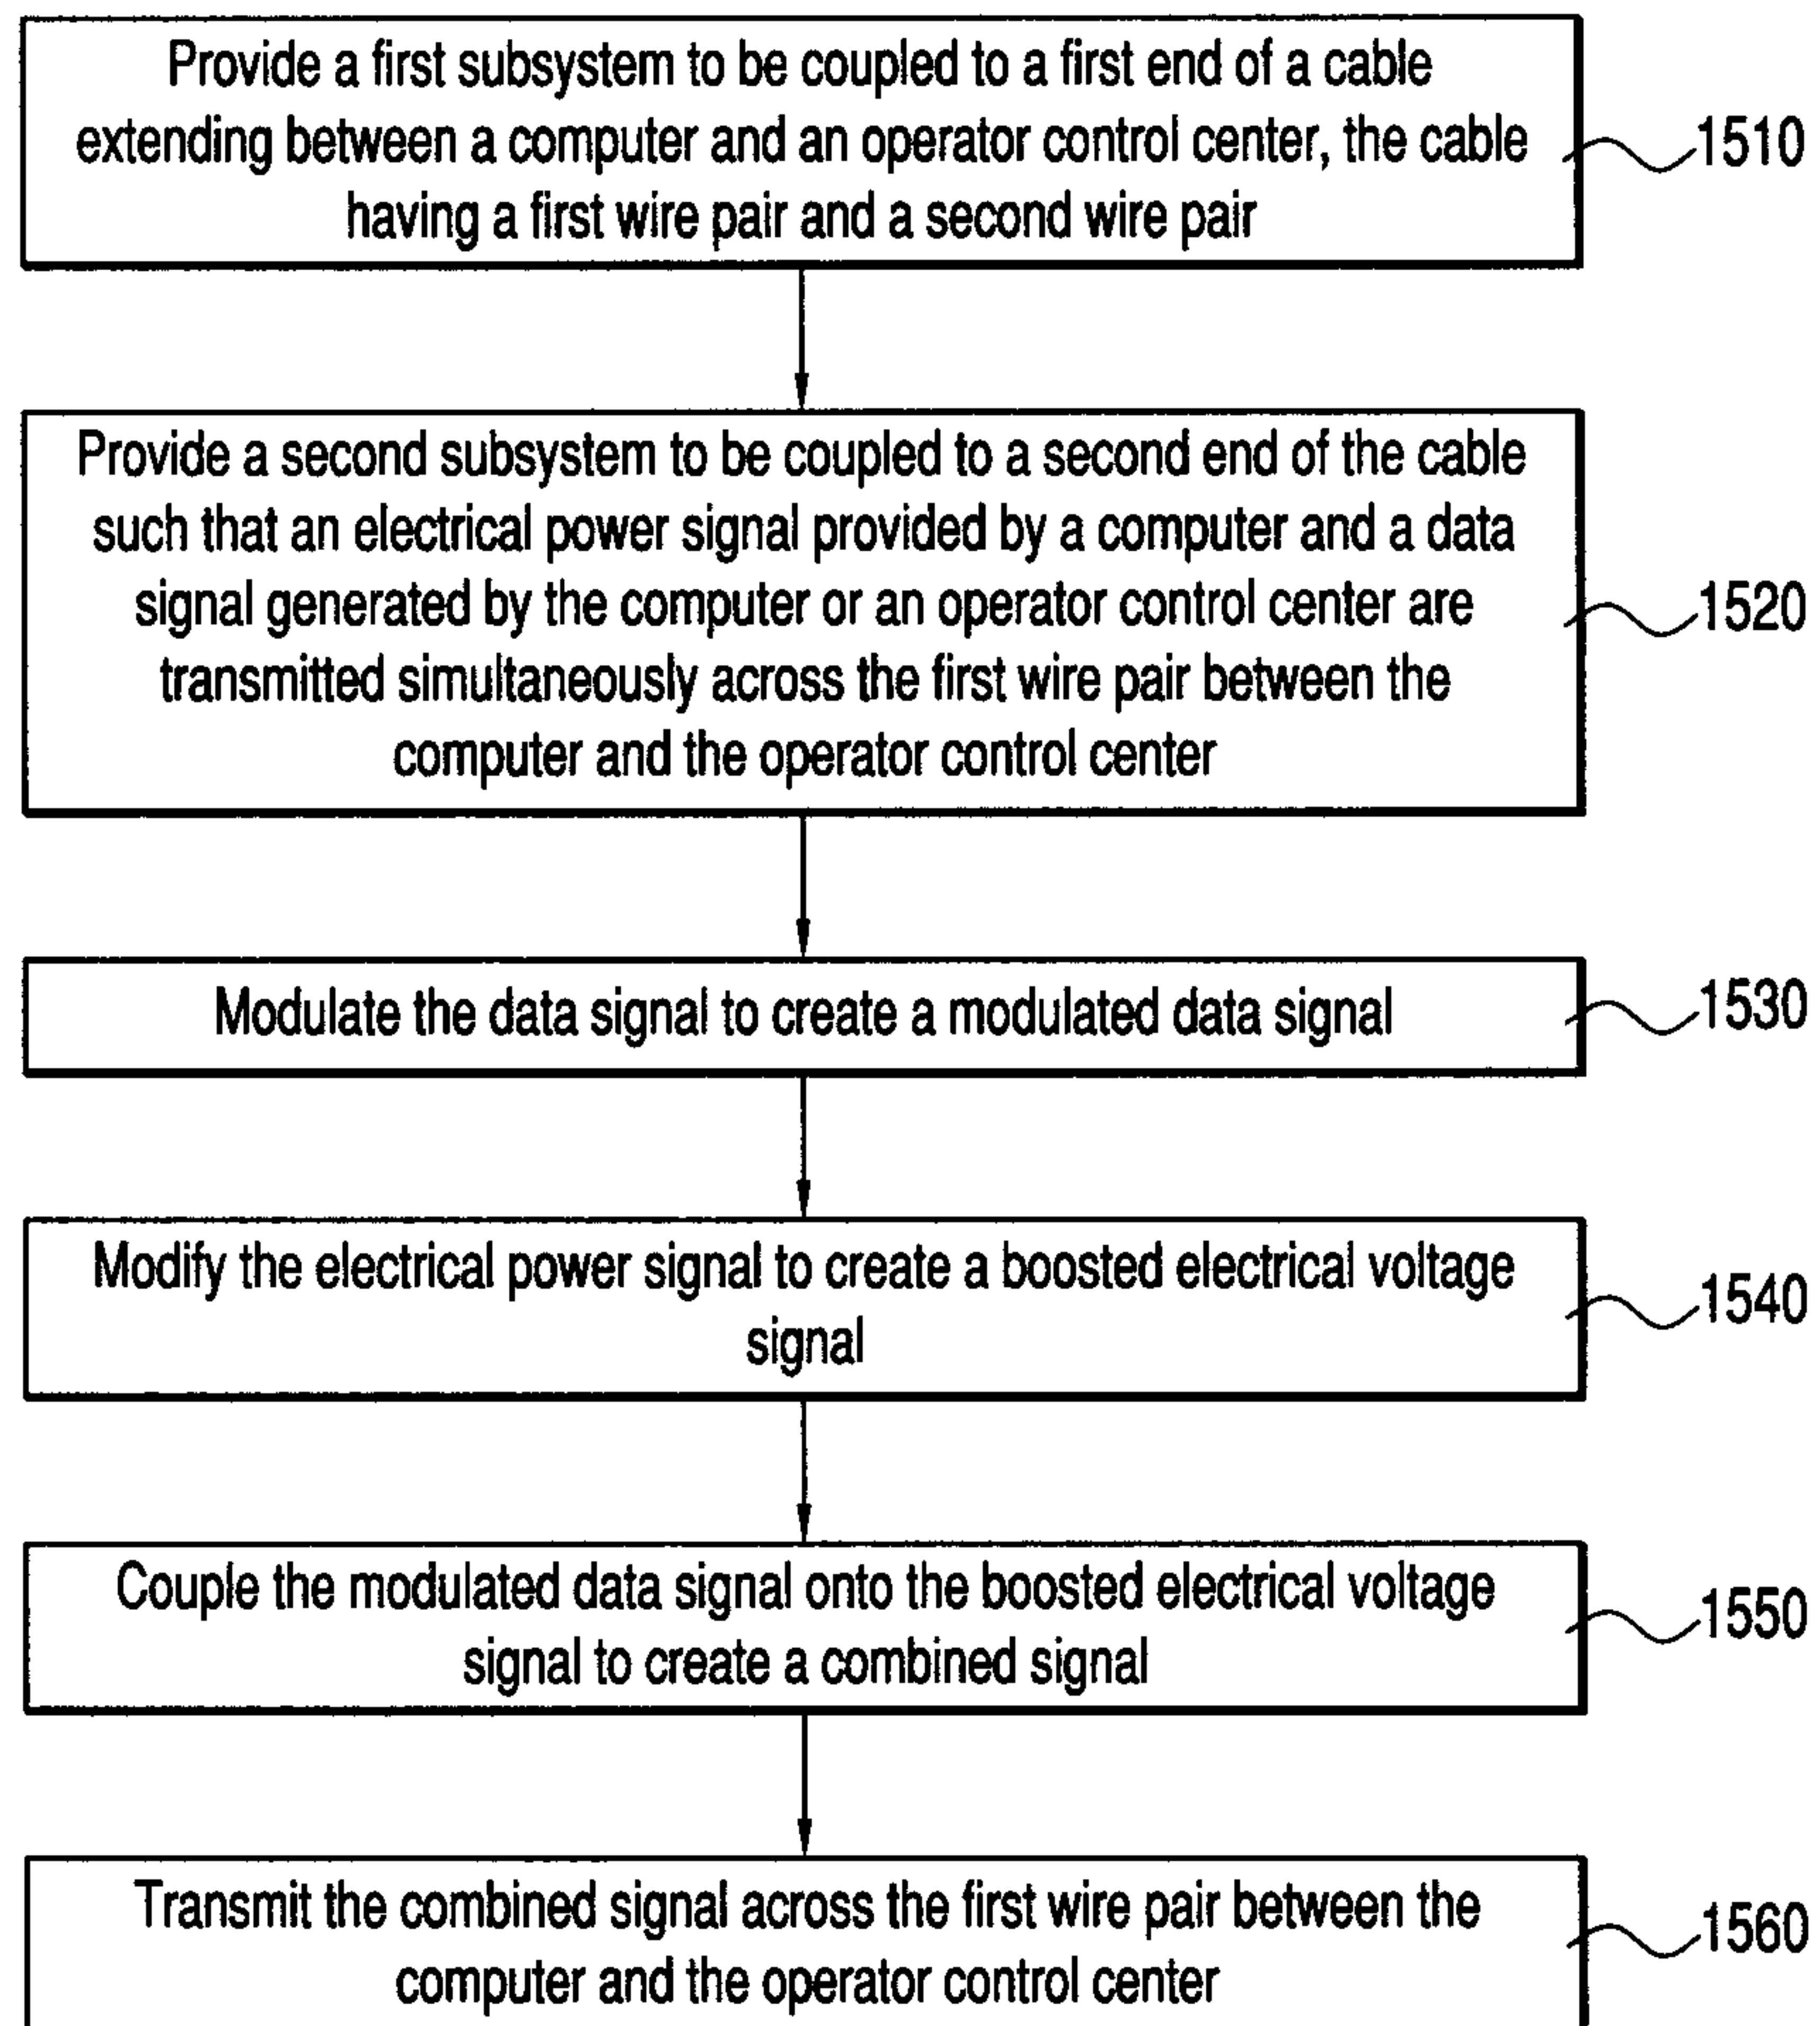 Provide a first subsystem to be coupled to a first end of a cable
extending between a computer and an operator control center, the cable
having a first wire pair and a second wire pair
1510
Provide a second subsystem to be coupled to a second end of the cable
such that an electrical power signal provided by a computer and a data
signal generated by the computer or an operator control center are
transmitted simultaneously across the first wire pair between the
computer and the operator control center
1520
Modulate the data signal to create a modulated data signal
1530
Modify the electrical power signal to create a boosted electrical voltage
signal
1540
Couple the modulated data signal onto the boosted electrical voltage
signal to create a combined signal
1550
Transmit the combined signal across the first wire pair between the
computer and the operator control center
1560